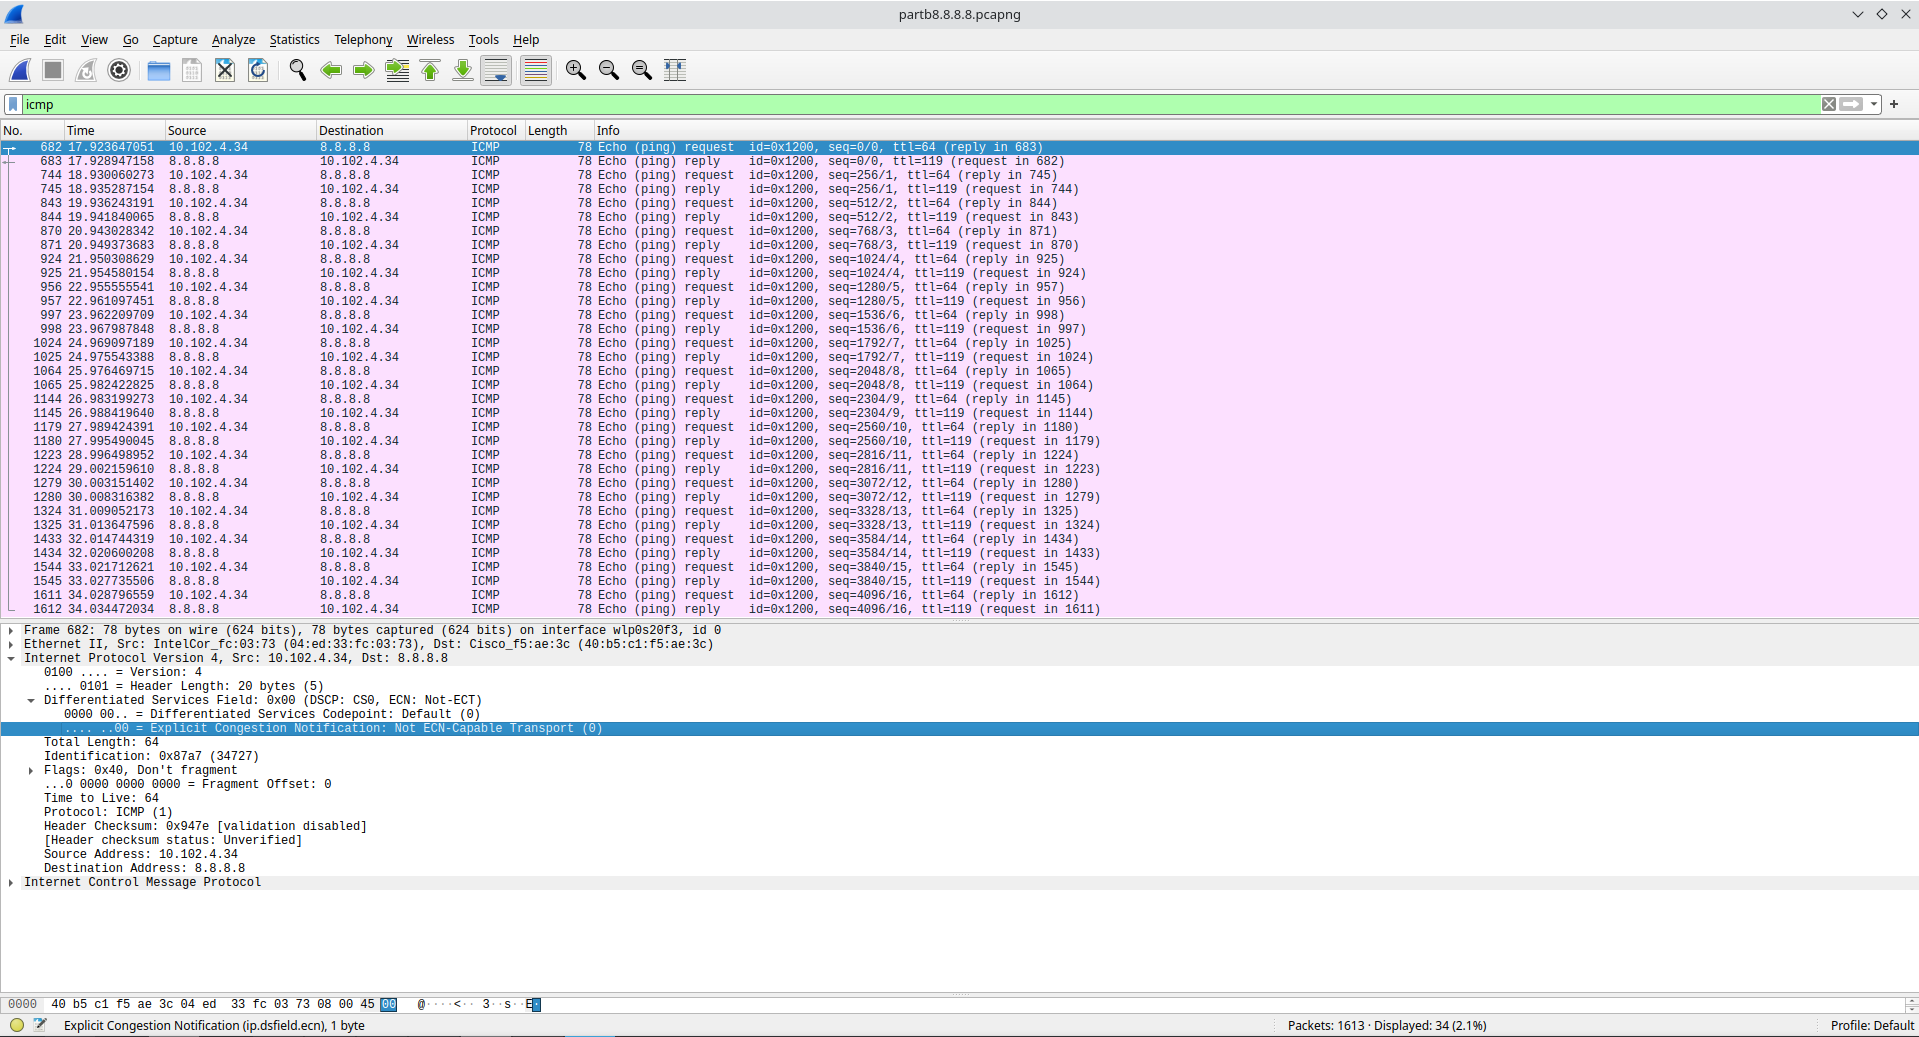 partb8.8.8.8.pcapng
File Edit View Go Capture Analyze Statistics Telephony Wireless Tools Help
icmp
No. Time Source Destination Protocol Length Info
682 17.923647051 10.102.4.34 8.8.8.8 ICMP 78 Echo (ping) request id=0x1200, seq=0/0, ttl=64 (reply in 683)
683 17.928947158 8.8.8.8 10.102.4.34 ICMP 78 Echo (ping) reply id=0x1200, seq=0/0, ttl=119 (request in 682)
744 18.930060273 10.102.4.34 8.8.8.8 ICMP 78 Echo (ping) request id=0x1200, seq=256/1, ttl=64 (reply in 745)
745 18.935287154 8.8.8.8 10.102.4.34 ICMP 78 Echo (ping) reply id=0x1200, seq=256/1, ttl=119 (request in 744)
843 19.936243191 10.102.4.34 8.8.8.8 ICMP 78 Echo (ping) request id=0x1200, seq=512/2, ttl=64 (reply in 844)
844 19.941840065 8.8.8.8 10.102.4.34 ICMP 78 Echo (ping) reply id=0x1200, seq=512/2, ttl=119 (request in 843)
870 20.943028342 10.102.4.34 8.8.8.8 ICMP 78 Echo (ping) request id=0x1200, seq=768/3, ttl=64 (reply in 871)
871 20.949373683 8.8.8.8 10.102.4.34 ICMP 78 Echo (ping) reply id=0x1200, seq=768/3, ttl=119 (request in 870)
924 21.950308629 10.102.4.34 8.8.8.8 ICMP 78 Echo (ping) request id=0x1200, seq=1024/4, ttl=64 (reply in 925)
925 21.954580154 8.8.8.8 10.102.4.34 ICMP 78 Echo (ping) reply id=0x1200, seq=1024/4, ttl=119 (request in 924)
956 22.955555541 10.102.4.34 8.8.8.8 ICMP 78 Echo (ping) request id=0x1200, seq=1280/5, ttl=64 (reply in 957)
957 22.961097451 8.8.8.8 10.102.4.34 ICMP 78 Echo (ping) reply id=0x1200, seq=1280/5, ttl=119 (request in 956)
997 23.962209709 10.102.4.34 8.8.8.8 ICMP 78 Echo (ping) request id=0x1200, seq=1536/6, ttl=64 (reply in 998)
998 23.967987848 8.8.8.8 10.102.4.34 ICMP 78 Echo (ping) reply id=0x1200, seq=1536/6, ttl=119 (request in 997)
1024 24.969097189 10.102.4.34 8.8.8.8 ICMP 78 Echo (ping) request id=0x1200, seq=1792/7, ttl=64 (reply in 1025)
1025 24.975543388 8.8.8.8 10.102.4.34 ICMP 78 Echo (ping) reply id=0x1200, seq=1792/7, ttl=119 (request in 1024)
1064 25.976469715 10.102.4.34 8.8.8.8 ICMP 78 Echo (ping) request id=0x1200, seq=2048/8, ttl=64 (reply in 1065)
1065 25.982422825 8.8.8.8 10.102.4.34 ICMP 78 Echo (ping) reply id=0x1200, seq=2048/8, ttl=119 (request in 1064)
1144 26.983199273 10.102.4.34 8.8.8.8 ICMP 78 Echo (ping) request id=0x1200, seq=2304/9, ttl=64 (reply in 1145)
1145 26.988419640 8.8.8.8 10.102.4.34 ICMP 78 Echo (ping) reply id=0x1200, seq=2304/9, ttl=119 (request in 1144)
1179 27.989424391 10.102.4.34 8.8.8.8 ICMP 78 Echo (ping) request id=0x1200, seq=2560/10, ttl=64 (reply in 1180)
1180 27.995490045 8.8.8.8 10.102.4.34 ICMP 78 Echo (ping) reply id=0x1200, seq=2560/10, ttl=119 (request in 1179)
1223 28.996498952 10.102.4.34 8.8.8.8 ICMP 78 Echo (ping) request id=0x1200, seq=2816/11, ttl=64 (reply in 1224)
1224 29.002159610 8.8.8.8 10.102.4.34 ICMP 78 Echo (ping) reply id=0x1200, seq=2816/11, ttl=119 (request in 1223)
1279 30.003151402 10.102.4.34 8.8.8.8 ICMP 78 Echo (ping) request id=0x1200, seq=3072/12, ttl=64 (reply in 1280)
1280 30.008316382 8.8.8.8 10.102.4.34 ICMP 78 Echo (ping) reply id=0x1200, seq=3072/12, ttl=119 (request in 1279)
1324 31.009052173 10.102.4.34 8.8.8.8 ICMP 78 Echo (ping) request id=0x1200, seq=3328/13, ttl=64 (reply in 1325)
1325 31.013647596 8.8.8.8 10.102.4.34 ICMP 78 Echo (ping) reply id=0x1200, seq=3328/13, ttl=119 (request in 1324)
1433 32.014744319 10.102.4.34 8.8.8.8 ICMP 78 Echo (ping) request id=0x1200, seq=3584/14, ttl=64 (reply in 1434)
1434 32.020600208 8.8.8.8 10.102.4.34 ICMP 78 Echo (ping) reply id=0x1200, seq=3584/14, ttl=119 (request in 1433)
1544 33.021712621 10.102.4.34 8.8.8.8 ICMP 78 Echo (ping) request id=0x1200, seq=3840/15, ttl=64 (reply in 1545)
1545 33.027735506 8.8.8.8 10.102.4.34 ICMP 78 Echo (ping) reply id=0x1200, seq=3840/15, ttl=119 (request in 1544)
1611 34.028796559 10.102.4.34 8.8.8.8 ICMP 78 Echo (ping) request id=0x1200, seq=4096/16, ttl=64 (reply in 1612)
1612 34.034472034 8.8.8.8 10.102.4.34 ICMP 78 Echo (ping) reply id=0x1200, seq=4096/16, ttl=119 (request in 1611)
Frame 682: 78 bytes on wire (624 bits), 78 bytes captured (624 bits) on interface wlp0s20f3, id 0
Ethernet II, Src: IntelCor_fc:03:73 (04:ed:33:fc:03:73), Dst: Cisco_f5:ae:3c (40:b5:c1:f5:ae:3c)
Internet Protocol Version 4, Src: 10.102.4.34, Dst: 8.8.8.8
0100 .... = Version: 4
.... 0101 = Header Length: 20 bytes (5)
Differentiated Services Field: 0x00 (DSCP: CS0, ECN: Not-ECT)
0000 00.. = Differentiated Services Codepoint: Default (0)
.... ..00 = Explicit Congestion Notification: Not ECN-Capable Transport (0)
Total Length: 64
Identification: 0x87a7 (34727)
Flags: 0x40, Don't fragment
...0 0000 0000 0000 = Fragment Offset: 0
Time to Live: 64
Protocol: ICMP (1)
Header Checksum: 0x947e [validation disabled]
[Header checksum status: Unverified]
Source Address: 10.102.4.34
Destination Address: 8.8.8.8
Internet Control Message Protocol
0000 40 b5 c1 f5 ae 3c 04 ed 33 fc 03 73 08 00 45 00 @····<·· 3··s··E·
Explicit Congestion Notification (ip.dsfield.ecn), 1 byte
Packets: 1613 · Displayed: 34 (2.1%)
Profile: Default